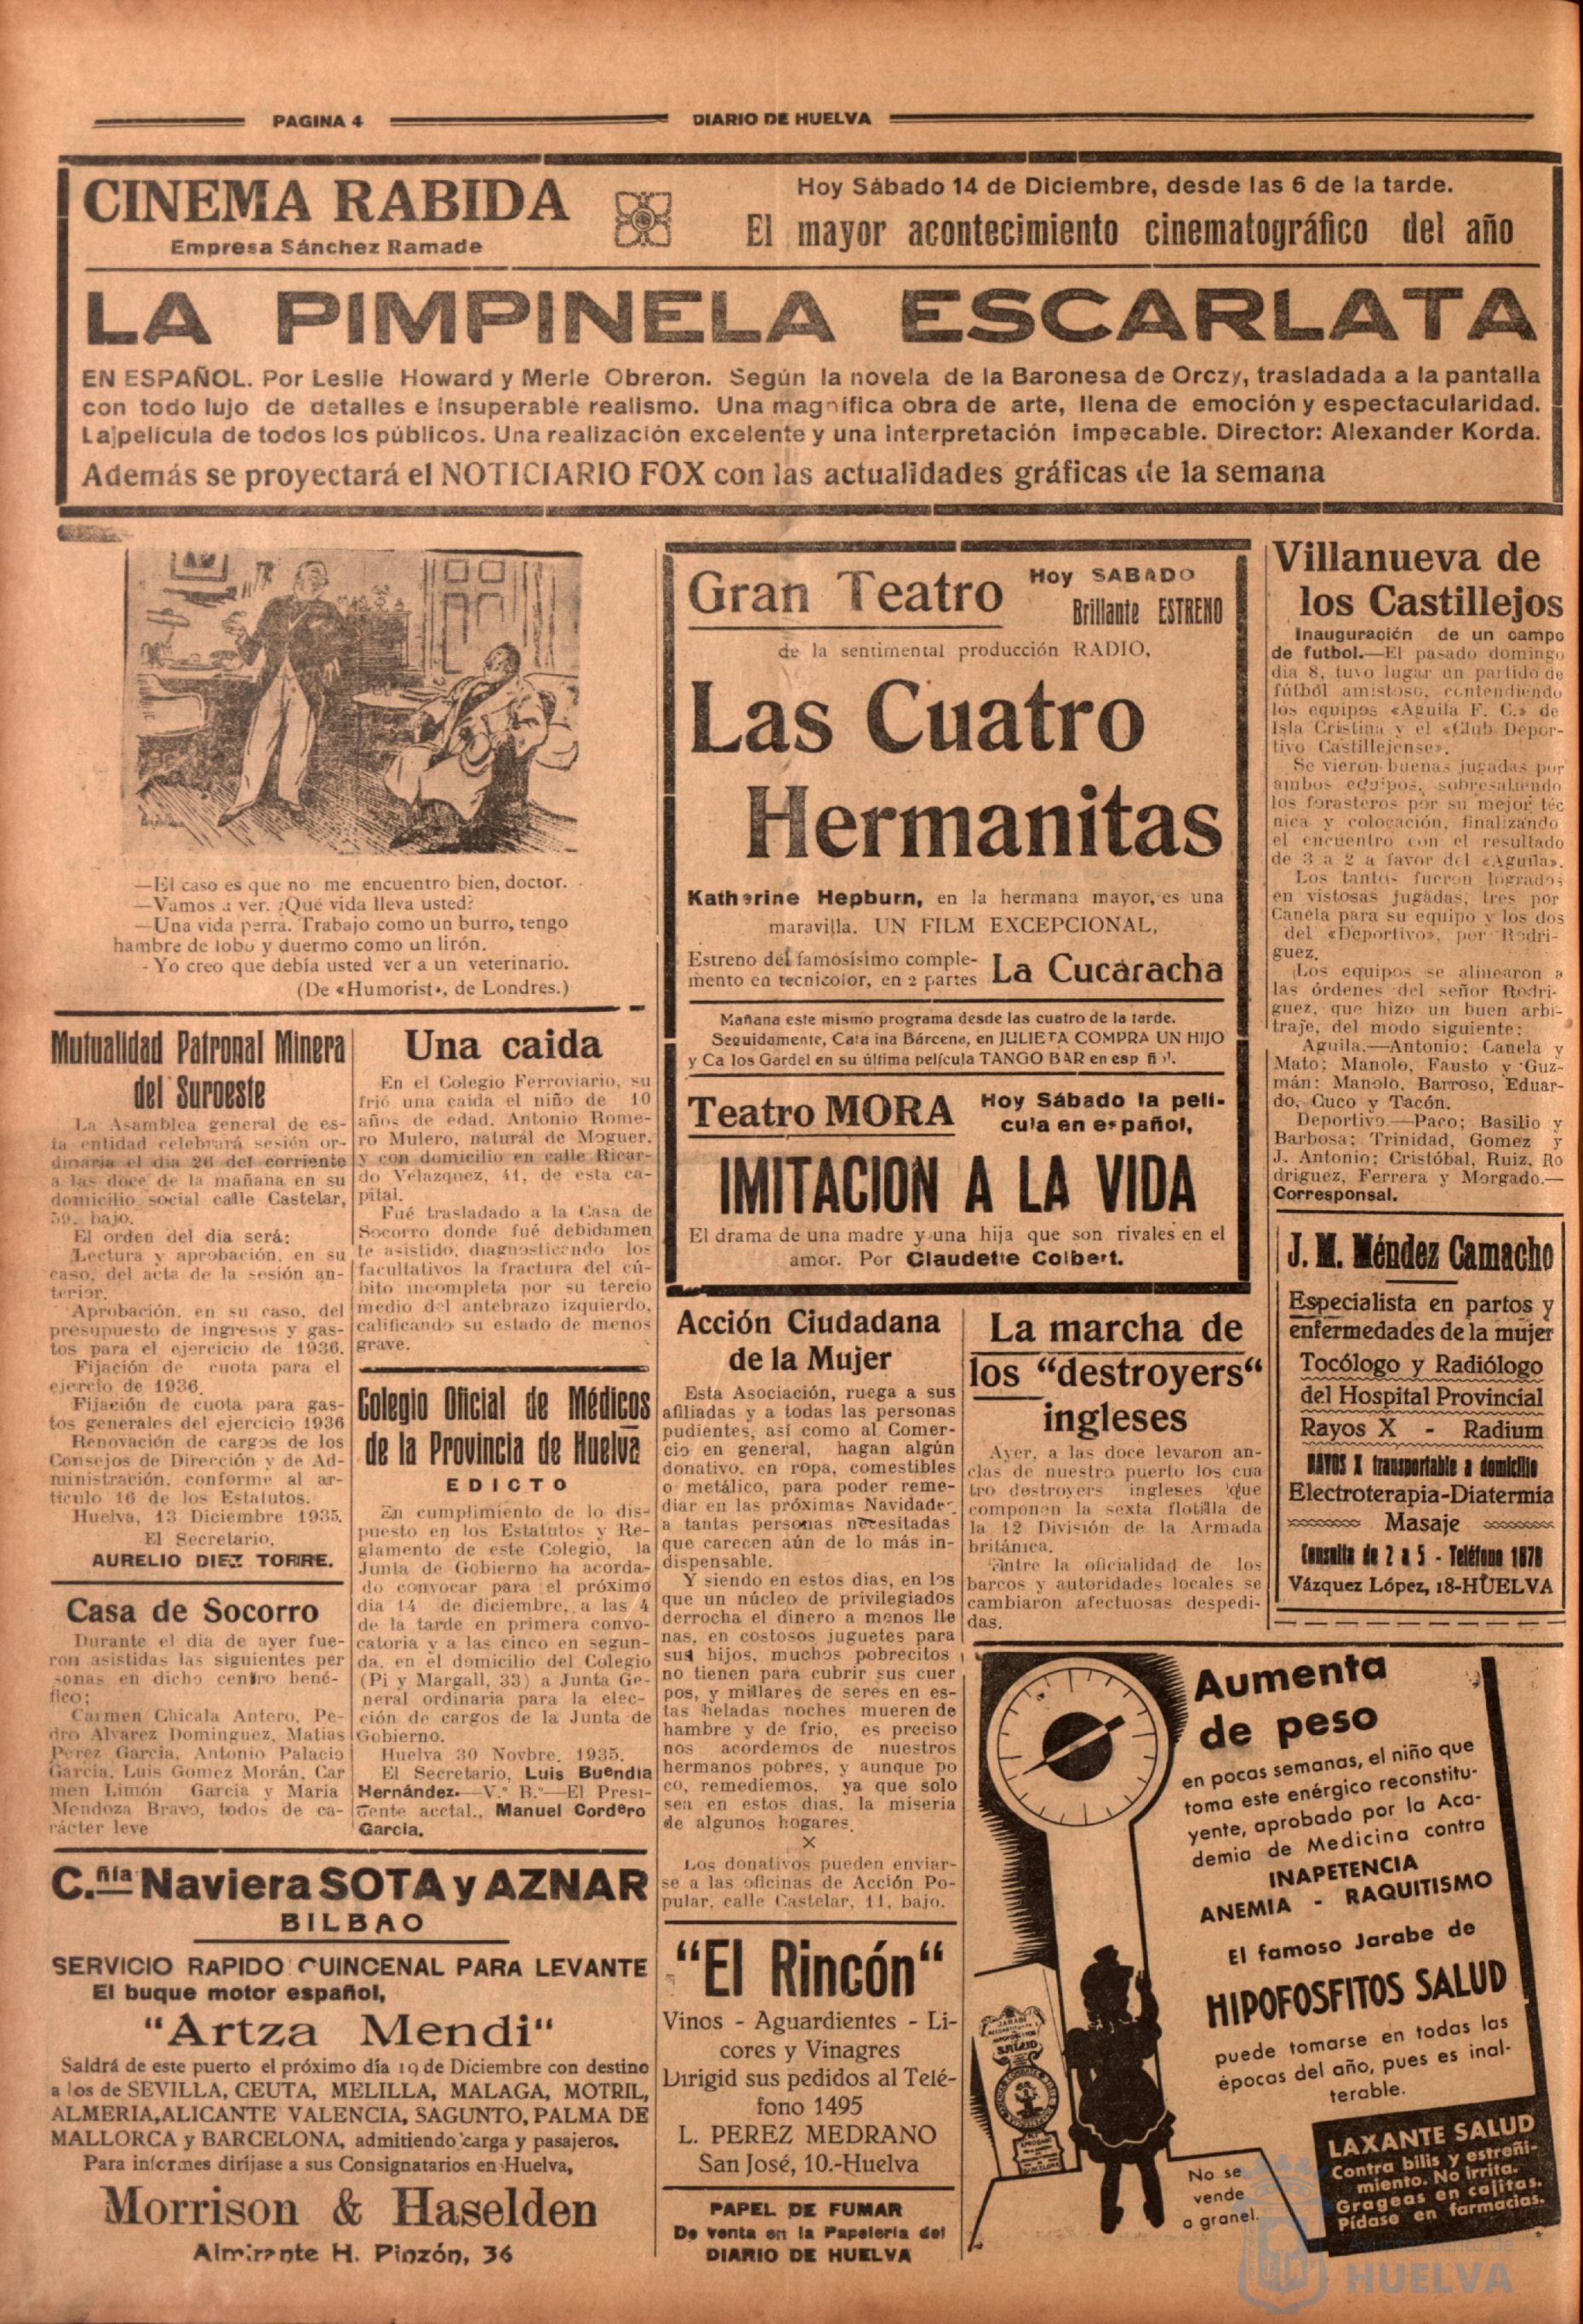 PAGINA 4
DIARIO DE HUELVA
CINEMA RABIDA
Empresa Sánchez Ramade
Hoy Sábado 14 de Diciembre, desde las 6 de la tarde.
El mayor acontecimiento cinematográfico del año
LA PIMPINELA ESCARLATA
EN ESPAÑOL. Por Leslie Howard y Merle Obreron. Según la novela de la Baronesa de Orczy, trasladada a la pantalla
con todo lujo de detalles e insuperable realismo. Una magnífica obra de arte, llena de emoción y espectacularidad.
La película de todos los públicos. Una realización excelente y una interpretación impecable. Director: Alexander Korda.
Además se proyectará el NOTICIARIO FOX con las actualidades gráficas de la semana
—El caso es que no me encuentro bien, doctor.
—Vamos a ver. ¿Qué vida lleva usted?
—Una vida perra. Trabajo como un burro, tengo
hambre de lobo y duermo como un lirón.
- Yo creo que debía usted ver a un veterinario.
(De «Humorist», de Londres.)
Mutualidad Patronal Minera
del Suroeste
La Asamblea general de es-
ta entidad celebrará sesión or-
dinaria el dia 26 del corriente
a las doce de la mañana en su
domicilio social calle Castelar,
59, bajo.
El orden del dia será:
Lectura y aprobación, en su
caso, del acta de la sesión an-
terior.
Aprobación, en su caso, del
presupuesto de ingresos y gas-
tos para el ejercicio de 1936.
Fijación de cuota para el
ejercio de 1936.
Fijación de cuota para gas-
tos generales del ejercicio 1936
Renovación de cargos de los
Consejos de Dirección y de Ad-
ministración, conforme al ar-
ticulo 16 de los Estatutos.
Huelva, 13 Diciembre 1935.
El Secretario,
AURELIO DIEZ TORRE.
Casa de Socorro
Durante el dia de ayer fue-
ron asistidas las siguientes per
sonas en dicho centro bené-
fico:
Carmen Chicala Antero, Pe-
dro Alvarez Dominguez, Matias
Perez Garcia, Antonio Palacio
Garcia, Luis Gomez Morán, Car
men Limón Garcia y Maria
Mendoza Bravo, todos de ca-
rácter leve
Una caida
En el Colegio Ferroviario, su
frió una caida el niño de 10
años de edad, Antonio Rome-
ro Mulero, natural de Moguer,
y con domicilio en calle Ricar-
do Velazquez, 41, de esta ca-
pital.
Fué trasladado a la Casa de
Socorro donde fué debidamen
te asistido, diagnosticando los
facultativos la fractura del cú-
bito incompleta por su tercio
medio del antebrazo izquierdo,
calificando su estado de menos
grave.
Colegio Oficial de Médicos
de la Provincia de Huelva
EDICTO
En cumplimiento de lo dis-
puesto en los Estatutos y Re-
glamento de este Colegio, la
Junta de Gobierno ha acorda-
do convocar para el próximo
dia 14 de diciembre, a las 4
de la tarde en primera convo-
catoria y a las cinco en segun-
da, en el domicilio del Colegio
(Pi y Margall, 33) a Junta Ge-
neral ordinaria para la elec-
ción de cargos de la Junta de
Gobierno.
Huelva 30 Novbre. 1935.
El Secretario, Luis Buendia
Hernández.—V.º B.º—El Presi-
dente acctal., Manuel Cordero
García.
C.ñía Naviera SOTA y AZNAR
BILBAO
SERVICIO RAPIDO QUINCENAL PARA LEVANTE
El buque motor español,
"Artza Mendi"
Saldrá de este puerto el próximo día 19 de Diciembre con destino
a los de SEVILLA, CEUTA, MELILLA, MALAGA, MOTRIL,
ALMERIA, ALICANTE VALENCIA, SAGUNTO, PALMA DE
MALLORCA y BARCELONA, admitiendo carga y pasajeros.
Para informes diríjase a sus Consignatarios en Huelva,
Morrison & Haselden
Almirante H. Pinzón, 36
Gran Teatro
Hoy SABADO
Brillante ESTRENO
de la sentimental producción RADIO,
Las Cuatro
Hermanitas
Katherine Hepburn, en la hermana mayor, es una
maravilla. UN FILM EXCEPCIONAL,
Estreno del famosísimo comple-
mento en tecnicolor, en 2 partes
La Cucaracha
Mañana este mismo programa desde las cuatro de la tarde.
Seguidamente, Cata ina Bárcena, en JULIETA COMPRA UN HIJO
y Ca los Gardel en su última película TANGO BAR en esp ñ l.
Teatro MORA
Hoy Sábado la pelí-
cula en español,
IMITACION A LA VIDA
El drama de una madre y una hija que son rivales en el
amor. Por Claudette Colbert.
Acción Ciudadana
de la Mujer
Esta Asociación, ruega a sus
afiliadas y a todas las personas
pudientes, así como al Comer-
cio en general, hagan algún
donativo, en ropa, comestibles
o metálico, para poder reme-
diar en las próximas Navidades
a tantas personas necesitadas
que carecen aún de lo más in-
dispensable.
Y siendo en estos dias, en los
que un núcleo de privilegiados
derrocha el dinero a menos lle
nas, en costosos juguetes para
sus hijos, muchos pobrecitos
no tienen para cubrir sus cuer
pos, y millares de seres en es-
tas heladas noches mueren de
hambre y de frio, es preciso
nos acordemos de nuestros
hermanos pobres, y aunque po
co, remediemos, ya que solo
sea en estos dias, la miseria
de algunos hogares.
X
Los donativos pueden enviar-
se a las oficinas de Acción Po-
pular, calle Castelar, 11, bajo.
"El Rincón"
Vinos - Aguardientes - Li-
cores y Vinagres
Dirigid sus pedidos al Telé-
fono 1495
L. PEREZ MEDRANO
San José, 10.-Huelva
PAPEL DE FUMAR
De venta en la Papelería del
DIARIO DE HUELVA
La marcha de
los "destroyers"
ingleses
Ayer, a las doce levaron an-
clas de nuestro puerto los cua
tro destroyers ingleses que
componen la sexta flotilla de
la 12 División de la Armada
británica.
Entre la oficialidad de los
barcos y autoridades locales se
cambiaron afectuosas despedi-
das.
Villanueva de
los Castillejos
Inauguración de un campo
de futbol.—El pasado domingo
dia 8, tuvo lugar un partido de
fútból amistoso, contendiendo
los equipos «Aguila F. C.» de
Isla Cristina y el «Club Depor-
tivo Castillejense».
Se vieron buenas jugadas por
ambos equipos, sobresaliendo
los forasteros por su mejor téc
nica y colocación, finalizando
el encuentro con el resultado
de 3 a 2 a favor del «Aguila».
Los tantos fueron logrados
en vistosas jugadas, tres por
Canela para su equipo y los dos
del «Deportivo», por Rodri-
guez.
Los equipos se alinearon a
las órdenes del señor Rodri-
guez, que hizo un buen arbi-
traje, del modo siguiente:
Aguila.—Antonio; Canela y
Mato; Manolo, Fausto y Guz-
mán; Manolo, Barroso, Eduar-
do, Cuco y Tacón.
Deportivo.—Paco; Basilio y
Barbosa; Trinidad, Gomez y
J. Antonio; Cristóbal, Ruiz, Ro
driguez, Ferrera y Morgado.—
Corresponsal.
J. M. Méndez Camacho
Especialista en partos y
enfermedades de la mujer
Tocólogo y Radiólogo
del Hospital Provincial
Rayos X - Radium
RAYOS X transportable a domicilio
Electroterapia-Diatermia
Masaje
Consulta de 2 a 5 - Teléfono 1878
Vázquez López, 18-HUELVA
Aumenta
de peso
en pocas semanas, el niño que
toma este enérgico reconstitu-
yente, aprobado por la Aca-
demia de Medicina contra
INAPETENCIA
ANEMIA - RAQUITISMO
El famoso Jarabe de
HIPOFOSFITOS SALUD
puede tomarse en todas las
épocas del año, pues es inal-
terable.
JARABE
SALUD
No se
vende
a granel.
LAXANTE SALUD
Contra bilis y estreñi-
miento. No irrita.
Grageas en cajitas.
Pídase en farmacias.
HUELVA